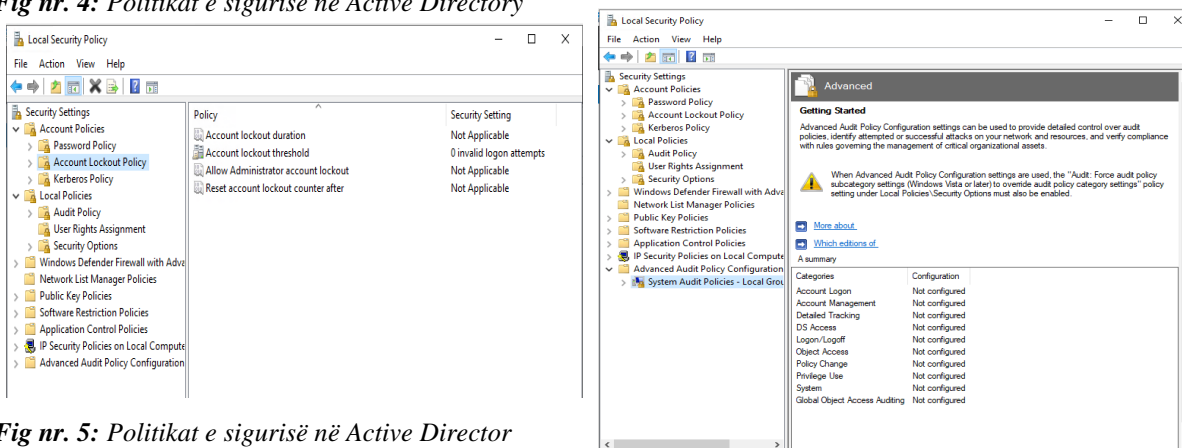 Fig nr. 4: Politikat e sigurisë në Active Directory
Local Security Policy
File Action View Help
Security Settings
Account Policies
Password Policy
Account Lockout Policy
Kerberos Policy
Local Policies
Audit Policy
User Rights Assignment
Security Options
Windows Defender Firewall with Adva
Network List Manager Policies
Public Key Policies
Software Restriction Policies
Application Control Policies
IP Security Policies on Local Compute
Advanced Audit Policy Configuration
Policy Security Setting
Account lockout duration Not Applicable
Account lockout threshold 0 invalid logon attempts
Allow Administrator account lockout Not Applicable
Reset account lockout counter after Not Applicable
Fig nr. 5: Politikat e sigurisë në Active Director
Local Security Policy
File Action View Help
Security Settings
Account Policies
Password Policy
Account Lockout Policy
Kerberos Policy
Local Policies
Audit Policy
User Rights Assignment
Security Options
Windows Defender Firewall with Adva
Network List Manager Policies
Public Key Policies
Software Restriction Policies
Application Control Policies
IP Security Policies on Local Compute
Advanced Audit Policy Configuration
System Audit Policies - Local Grou
Advanced
Getting Started
Advanced Audit Policy Configuration settings can be used to provide detailed control over audit
policies, identify attempted or successful attacks on your network and resources, and verify compliance
with rules governing the management of critical organizational assets.
When Advanced Audit Policy Configuration settings are used, the "Audit: Force audit policy
subcategory settings (Windows Vista or later) to override audit policy category settings" policy
setting under Local Policies\Security Options must also be enabled.
More about
Which editions of
A summary
Categories Configuration
Account Logon Not configured
Account Management Not configured
Detailed Tracking Not configured
DS Access Not configured
Logon/Logoff Not configured
Object Access Not configured
Policy Change Not configured
Privilege Use Not configured
System Not configured
Global Object Access Auditing Not configured